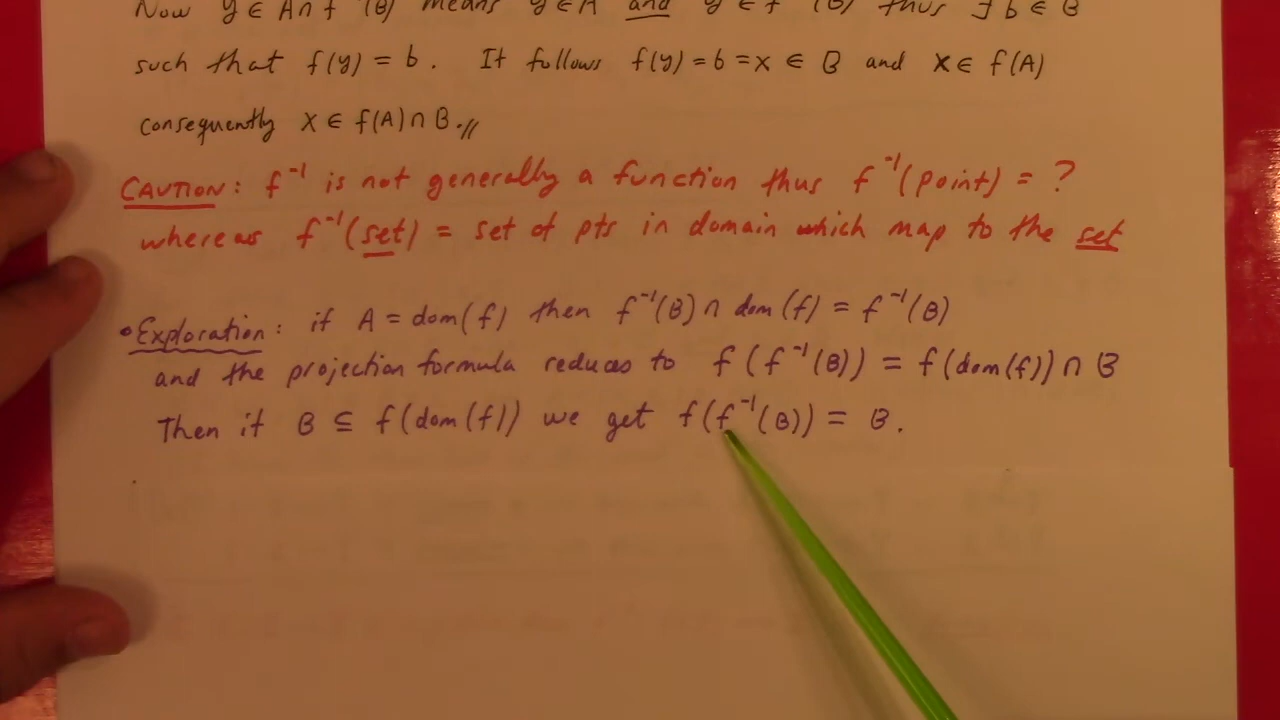 Now y ∈ A ∩ f⁻¹(B) means y ∈ A and y ∈ f⁻¹(B) thus ∃ b ∈ B
such that f(y) = b. It follows f(y) = b = x ∈ B and x ∈ f(A)
consequently x ∈ f(A) ∩ B.//
CAUTION: f⁻¹ is not generally a function thus f⁻¹(point) = ?
whereas f⁻¹(set) = set of pts in domain which map to the set
• Exploration: if A = dom(f) then f⁻¹(B) ∩ dom(f) = f⁻¹(B)
and the projection formula reduces to f(f⁻¹(B)) = f(dom(f)) ∩ B
Then if B ⊆ f(dom(f)) we get f(f⁻¹(B)) = B.